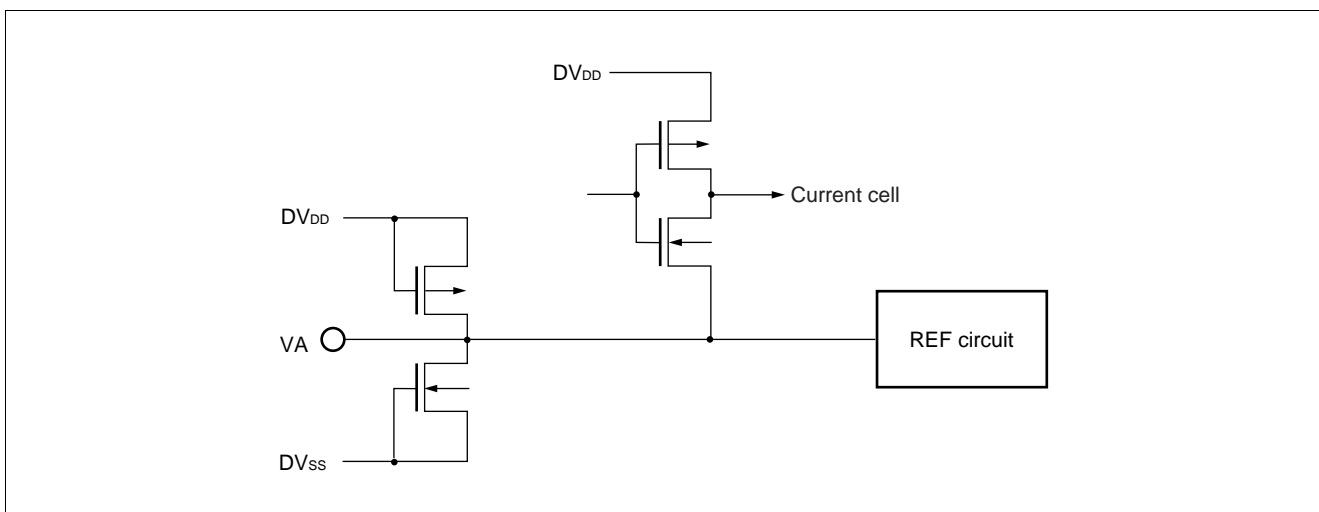 DVDD
Current cell
DVDD
VA
REF circuit
DVSS